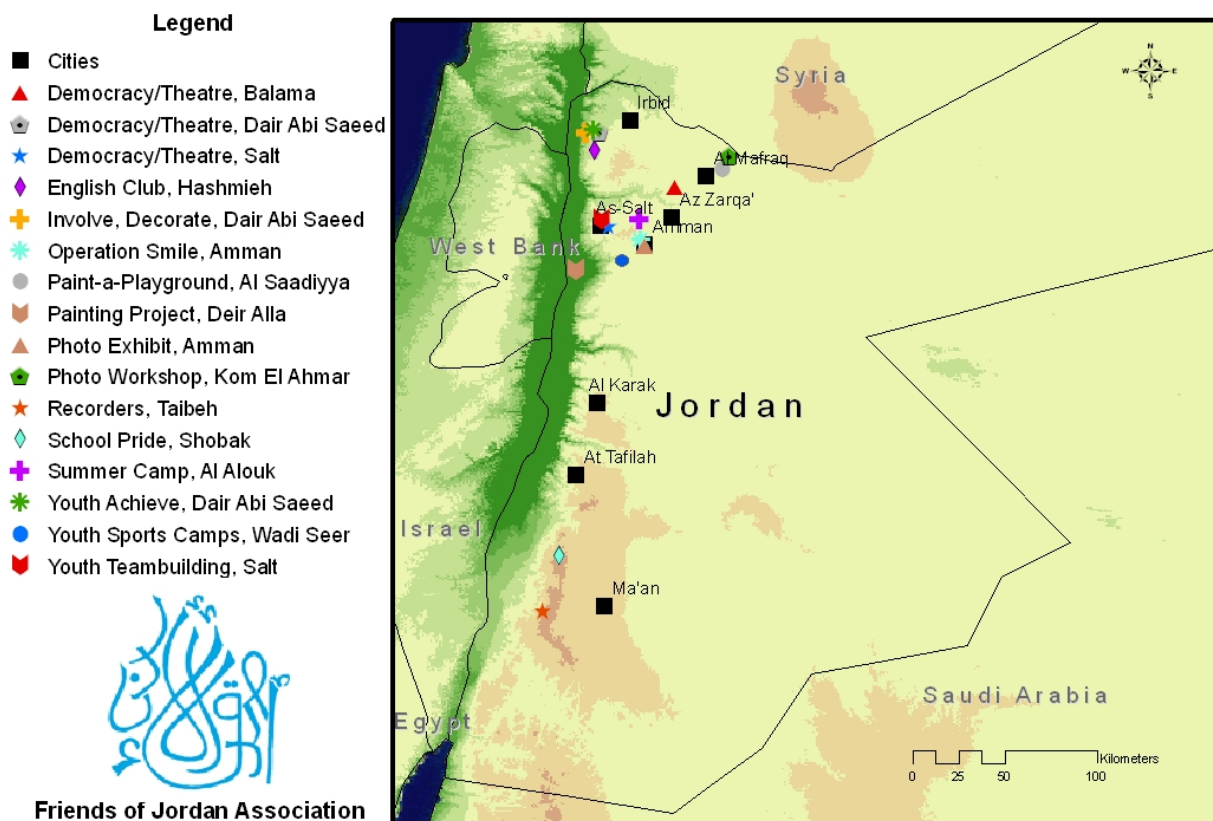 Legend
Cities
Democracy/Theatre, Balama
Democracy/Theatre, Dair Abi Saeed
Democracy/Theatre, Salt
English Club, Hashmieh
Involve, Decorate, Dair Abi Saeed
Operation Smile, Amman
Paint-a-Playground, Al Saadiyya
Painting Project, Deir Alla
Photo Exhibit, Amman
Photo Workshop, Kom El Ahmar
Recorders, Taibeh
School Pride, Shobak
Summer Camp, Al Alouk
Youth Achieve, Dair Abi Saeed
Youth Sports Camps, Wadi Seer
Youth Teambuilding, Salt
Friends of Jordan Association
N
W E
S
Syria
Irbid
Al Mafraq
Az Zarqa'
As-Salt
Amman
West Bank
Al Karak
Jordan
At Tafilah
Israel
Ma'an
Saudi Arabia
Egypt
Kilometers
0 25 50 100